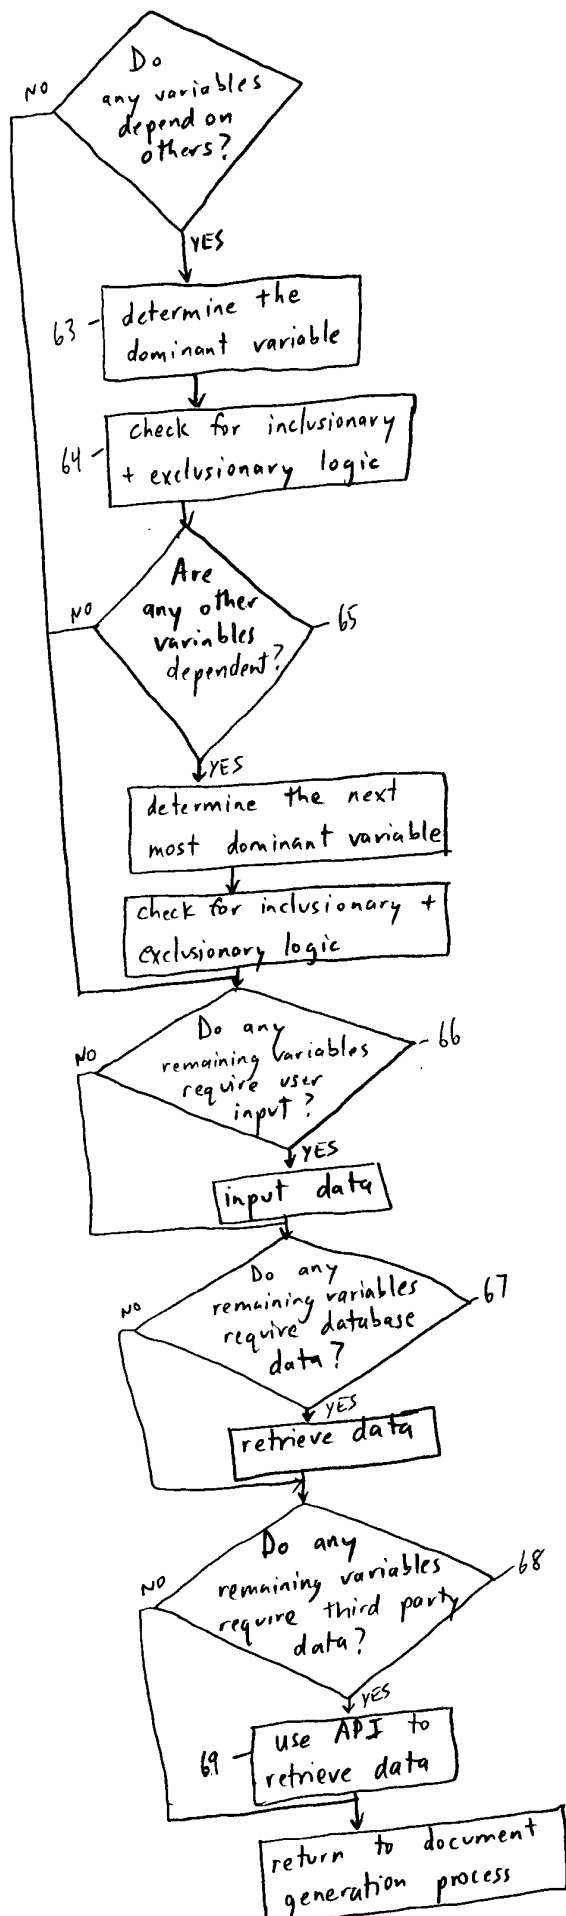 Do
any variables
depend on
others?
NO
YES
63
determine the
dominant variable
64
check for inclusionary
+ exclusionary logic
Are
any other
variables
dependent?
65
NO
YES
determine the next
most dominant variable
check for inclusionary +
exclusionary logic
Do any
remaining variables
require user
input?
66
NO
YES
input data
Do any
remaining variables
require database
data?
67
NO
YES
retrieve data
Do any
remaining variables
require third party
data?
68
NO
YES
69
use API to
retrieve data
return to document
generation process